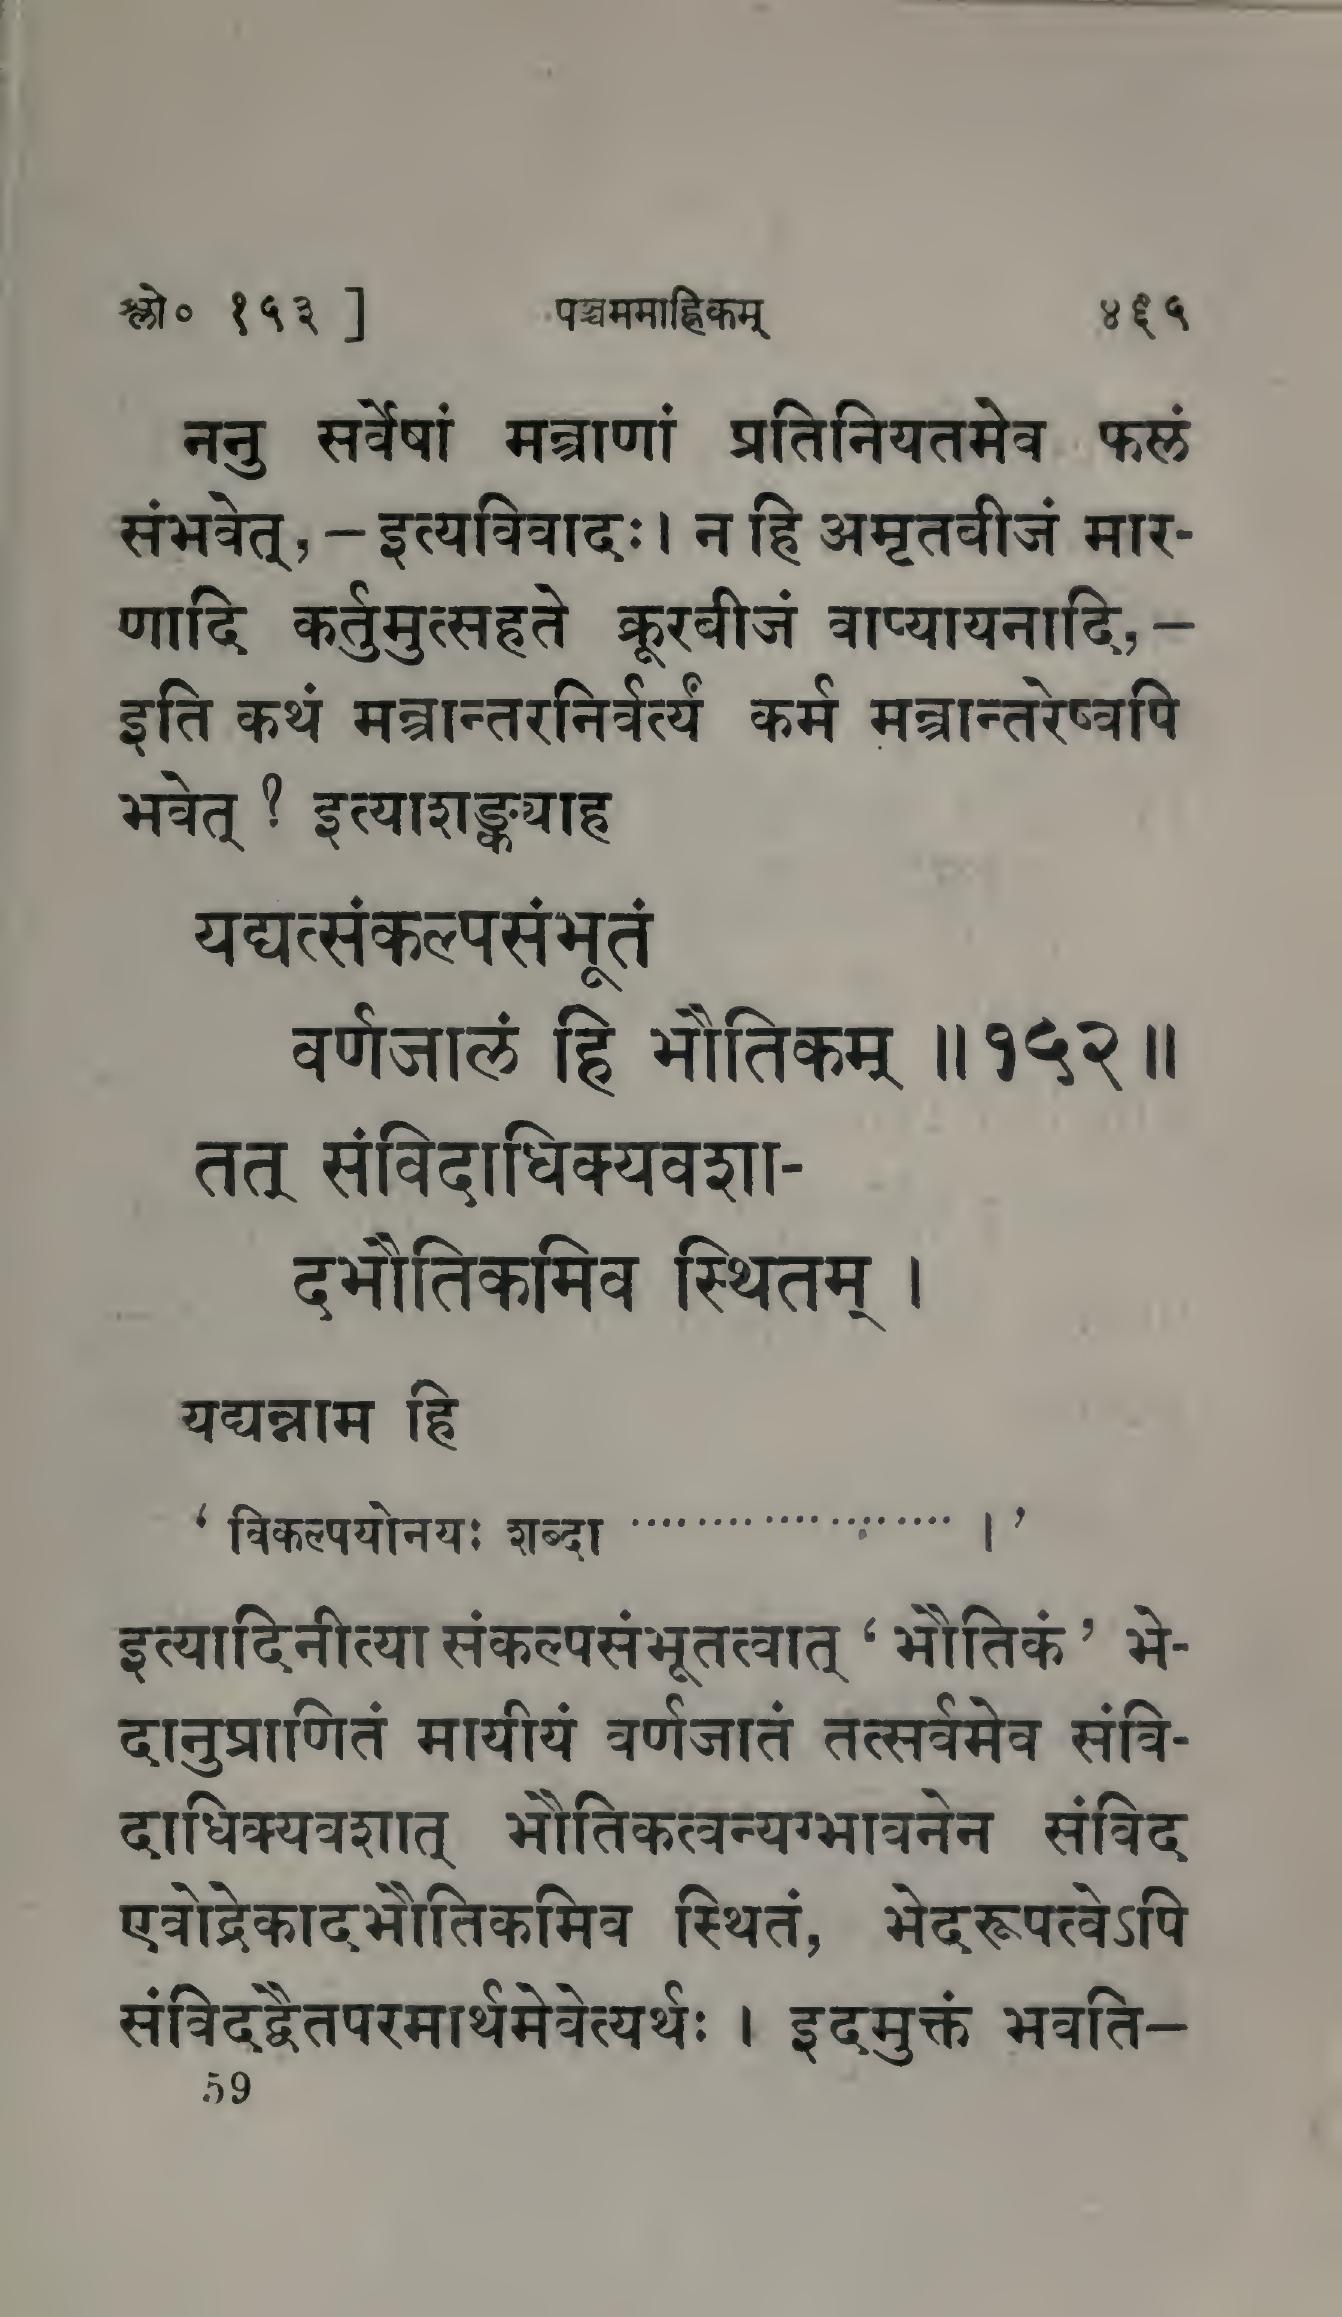 श्लो० १५३ ] पञ्चममाह्निकम् ४६५
ननु सर्वेषां मन्त्राणां प्रतिनियतमेव फलं
संभवेत्, – इत्यविवादः। न हि अमृतबीजं मार-
णादि कर्तुमुत्सहते क्रूरबीजं वाप्यायनादि, –
इति कथं मन्त्रान्तरनिर्वर्त्यं कर्म मन्त्रान्तरेष्वपि
भवेत् ? इत्याशङ्क्याह
यद्यत्संकल्पसंभूतं
वर्णजालं हि भौतिकम् ॥१५२॥
तत् संविदाधिक्यवशा-
दभौतिकमिव स्थितम् ।
यद्यन्नाम हि
‘ विकल्पयोनयः शब्दा ........................ । ’
इत्यादिनीत्या संकल्पसंभूतत्वात् ‘ भौतिकं ’ भे-
दानुप्राणितं मायीयं वर्णजातं तत्सर्वमेव संवि-
दाधिक्यवशात् भौतिकत्वन्यग्भावनेन संविद
एवोद्रेकादभौतिकमिव स्थितं, भेदरूपत्वेऽपि
संविदद्वैतपरमार्थमेवेत्यर्थः । इदमुक्तं भवति–
59